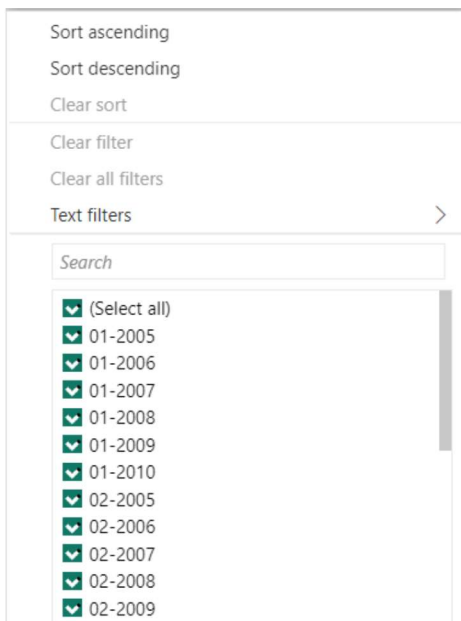 Sort ascending
Sort descending
Clear sort
Clear filter
Clear all filters
Text filters
Search
(Select all)
01-2005
01-2006
01-2007
01-2008
01-2009
01-2010
02-2005
02-2006
02-2007
02-2008
02-2009